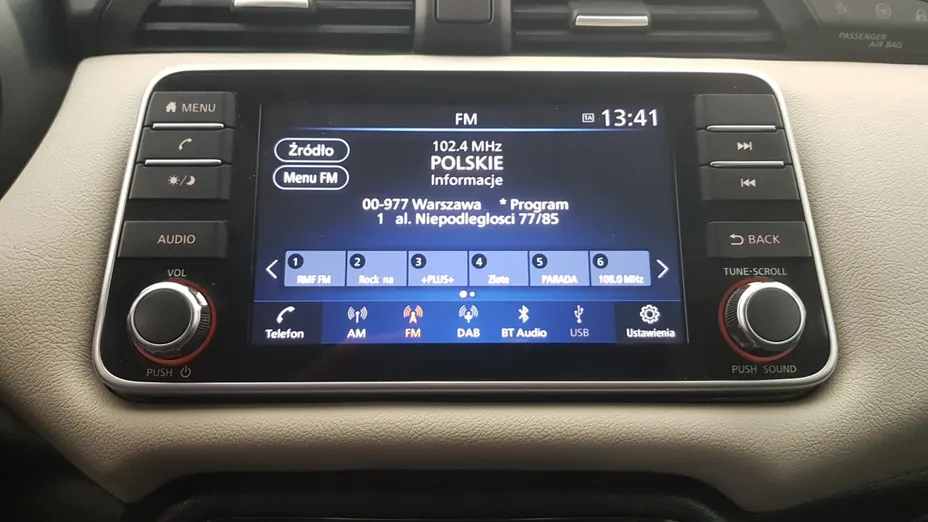 PASSENGER
AIR BAG
MENU
AUDIO
VOL
PUSH
FM
TA 13:41
Źródło
Menu FM
102.4 MHz
POLSKIE
Informacje
00-977 Warszawa * Program
1 al. Niepodleglosci 77/85
1 RMF FM
2 Rock na
3 +PLUS+
4 Złote
5 PARADA
6 106.0 MHz
Telefon
AM
FM
DAB
BT Audio
USB
Ustawienia
BACK
TUNE·SCROLL
PUSH SOUND